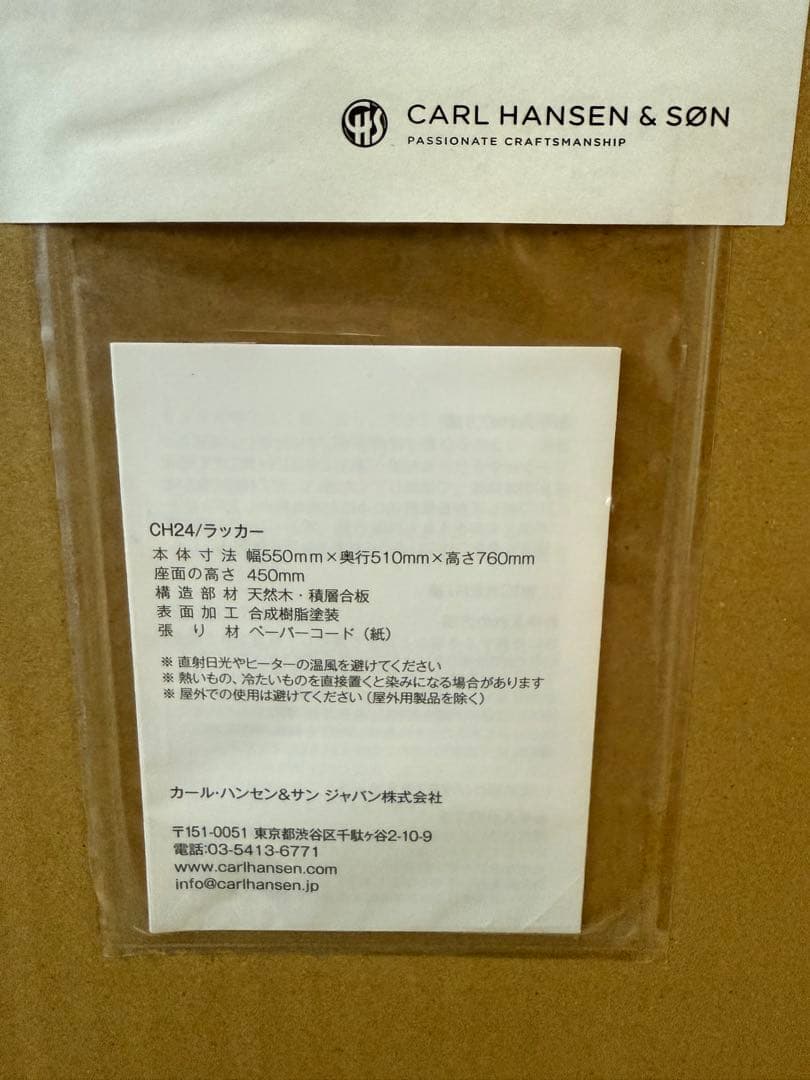 CHS CARL HANSEN & SØN
PASSIONATE CRAFTSMANSHIP
CH24/ラッカー
本体寸法 幅550mm×奥行510mm×高さ760mm
座面の高さ 450mm
構造部材 天然木・積層合板
表面加工 合成樹脂塗装
張り材 ペーパーコード（紙）
※ 直射日光やヒーターの温風を避けてください
※ 熱いもの、冷たいものを直接置くと染みになる場合があります
※ 屋外での使用は避けてください（屋外用製品を除く）
カール・ハンセン&サン ジャパン株式会社
〒151-0051 東京都渋谷区千駄ヶ谷2-10-9
電話:03-5413-6771
www.carlhansen.com
info@carlhansen.jp